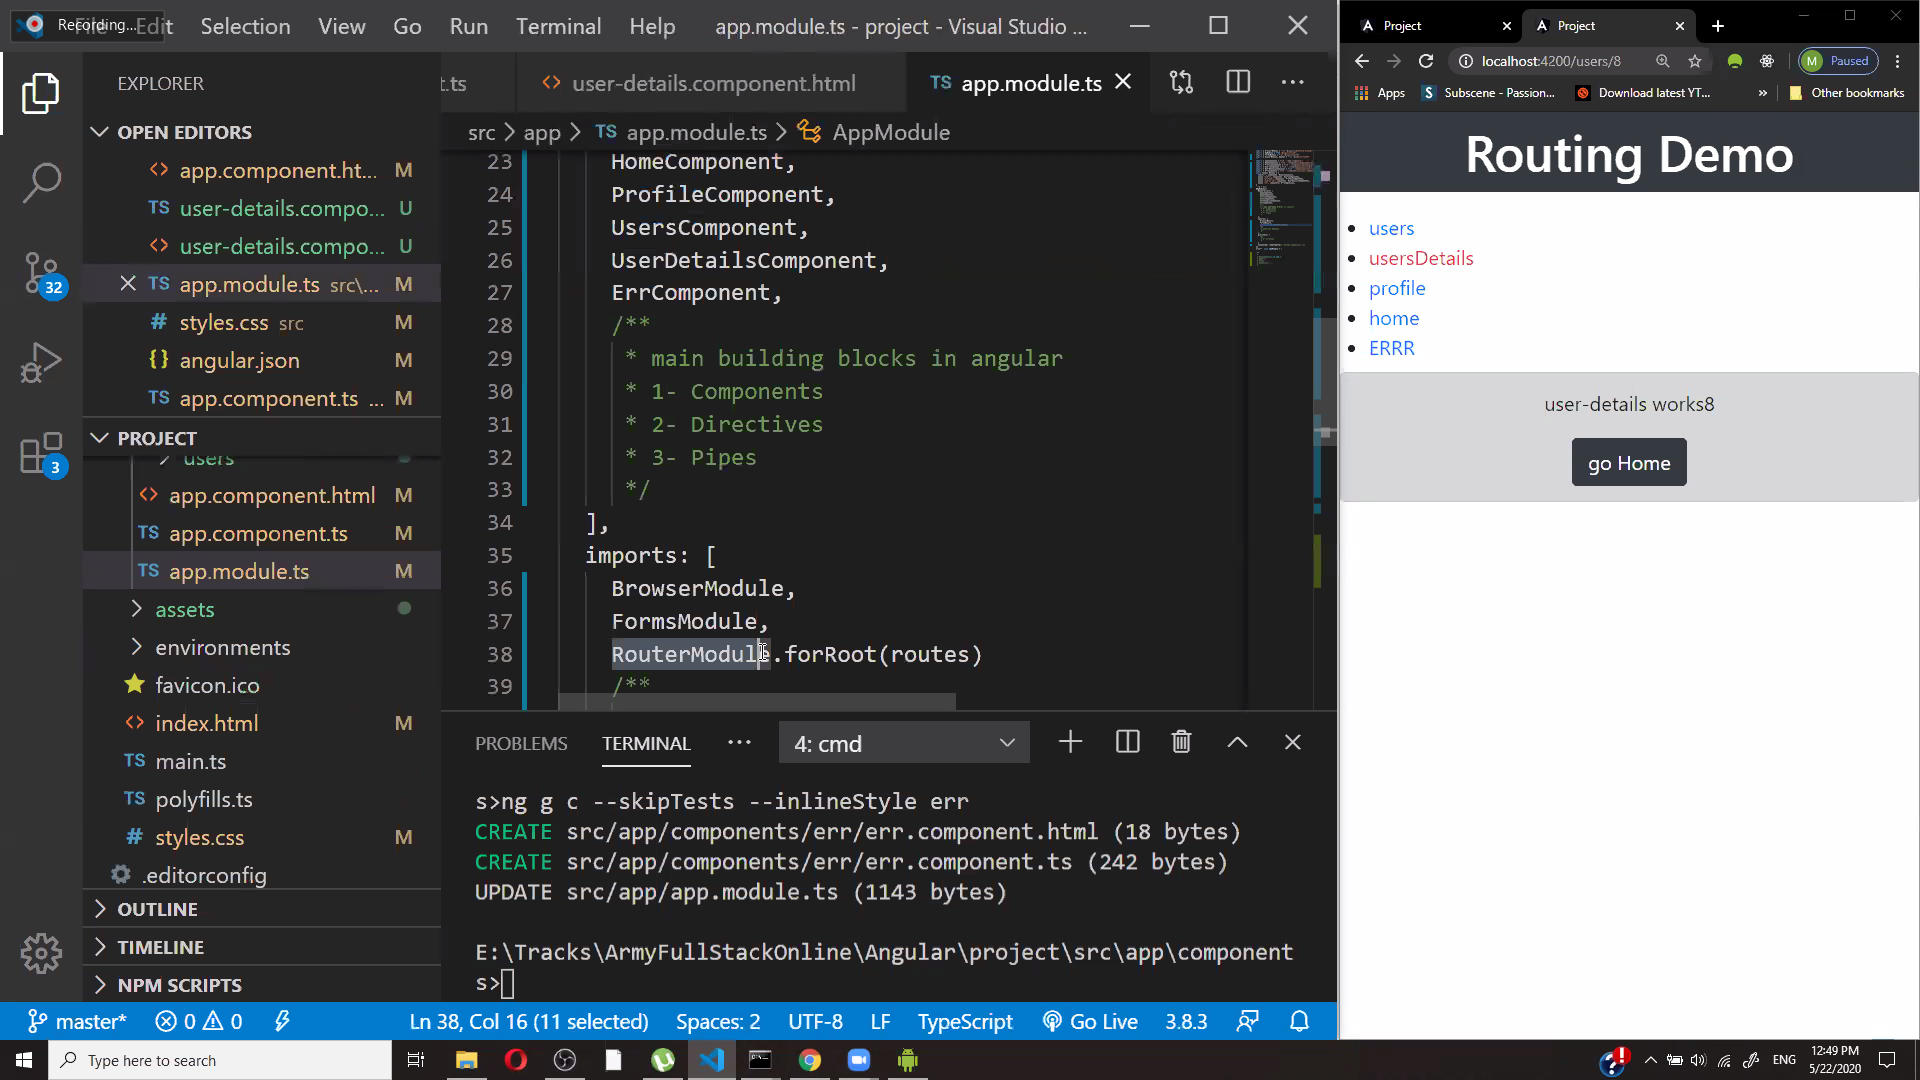 Recording...
File Edit Selection View Go Run Terminal Help app.module.ts - project - Visual Studio ...
EXPLORER
OPEN EDITORS
app.component.ht... M
user-details.compo... U
user-details.compo... U
app.module.ts src\... M
styles.css src M
angular.json M
app.component.ts ... M
PROJECT
users
app.component.html M
app.component.ts M
app.module.ts M
assets
environments
favicon.ico
index.html M
main.ts
polyfills.ts
styles.css M
.editorconfig
OUTLINE
TIMELINE
NPM SCRIPTS
32
3
t.ts user-details.component.html TS app.module.ts
src > app > TS app.module.ts > AppModule
23 HomeComponent,
24 ProfileComponent,
25 UsersComponent,
26 UserDetailsComponent,
27 ErrComponent,
28 /**
29 * main building blocks in angular
30 * 1- Components
31 * 2- Directives
32 * 3- Pipes
33 */
34 ],
35 imports: [
36 BrowserModule,
37 FormsModule,
38 RouterModule.forRoot(routes)
39 /**
PROBLEMS TERMINAL ... 4: cmd
s>ng g c --skipTests --inlineStyle err
CREATE src/app/components/err/err.component.html (18 bytes)
CREATE src/app/components/err/err.component.ts (242 bytes)
UPDATE src/app/app.module.ts (1143 bytes)
E:\Tracks\ArmyFullStackOnline\Angular\project\src\app\component
s>
master* 0 0 Ln 38, Col 16 (11 selected) Spaces: 2 UTF-8 LF TypeScript Go Live 3.8.3
Project Project
localhost:4200/users/8 M Paused
Apps Subscene - Passion... Download latest YT... » Other bookmarks
Routing Demo
users
usersDetails
profile
home
ERRR
user-details works8
go Home
Type here to search
ENG 12:49 PM
5/22/2020